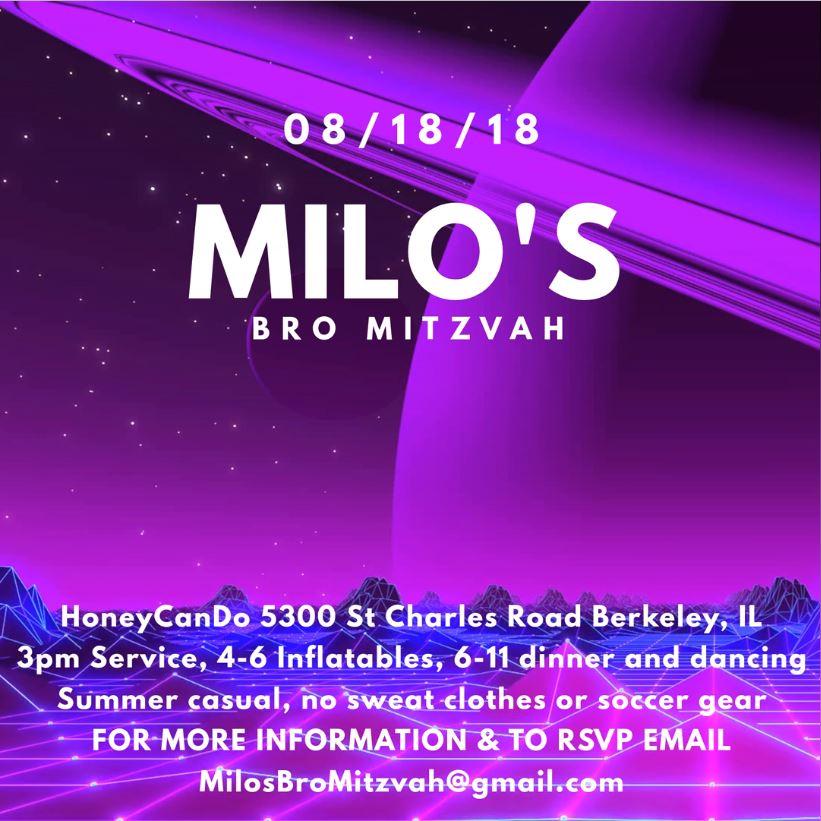 08/18/18
MILO'S
BRO MITZVAH
HoneyCanDo 5300 St Charles Road Berkeley, IL
3pm Service, 4-6 Inflatables, 6-11 dinner and dancing
Summer casual, no sweat clothes or soccer gear
FOR MORE INFORMATION & TO RSVP EMAIL
MilosBroMitzvah@gmail.com